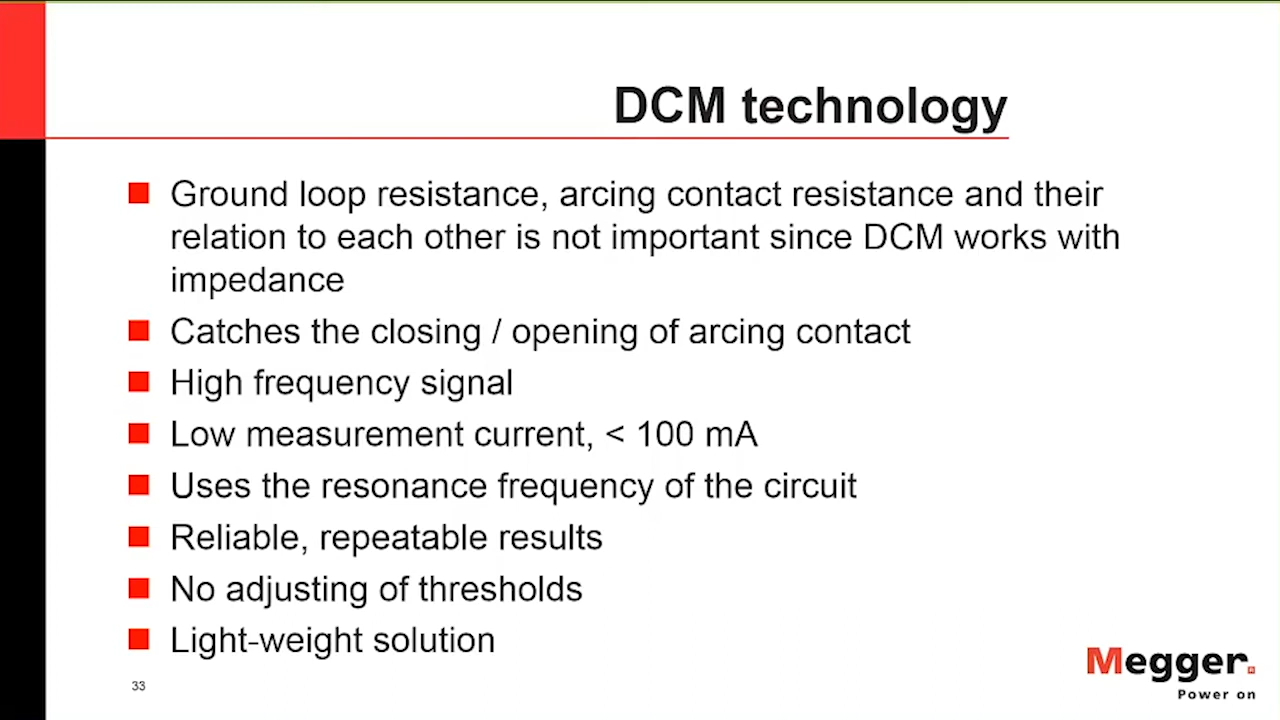 DCM technology
Ground loop resistance, arcing contact resistance and their
relation to each other is not important since DCM works with
impedance
Catches the closing / opening of arcing contact
High frequency signal
Low measurement current, < 100 mA
Uses the resonance frequency of the circuit
Reliable, repeatable results
No adjusting of thresholds
Light-weight solution
33
Megger.
Power on